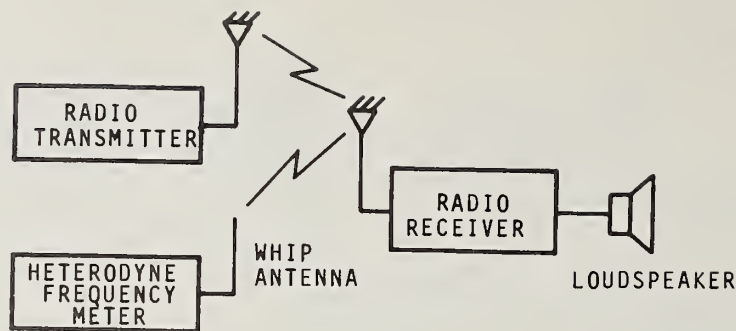 RADIO
TRANSMITTER
RADIO
RECEIVER
WHIP
ANTENNA
LOUDSPEAKER
HETERODYNE
FREQUENCY
METER